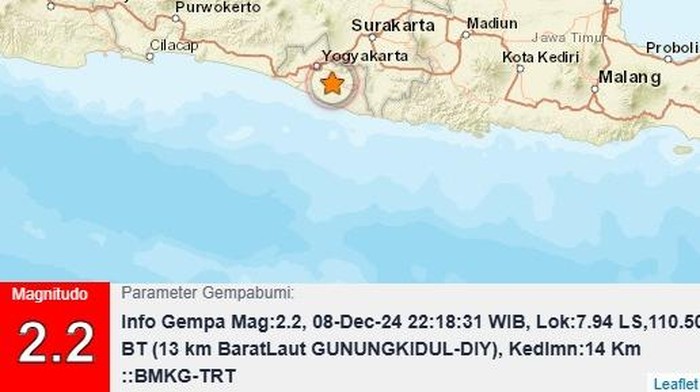 Purwokerto
Surakarta
Madiun
Jawa Timur
Cilacap
Yogyakarta
Kota Kediri
Proboli
Malang
Magnitudo
2.2
Parameter Gempabumi:
Info Gempa Mag:2.2, 08-Dec-24 22:18:31 WIB, Lok:7.94 LS,110.50
BT (13 km BaratLaut GUNUNGKIDUL-DIY), Kedlmn:14 Km
::BMKG-TRT
Leaflet